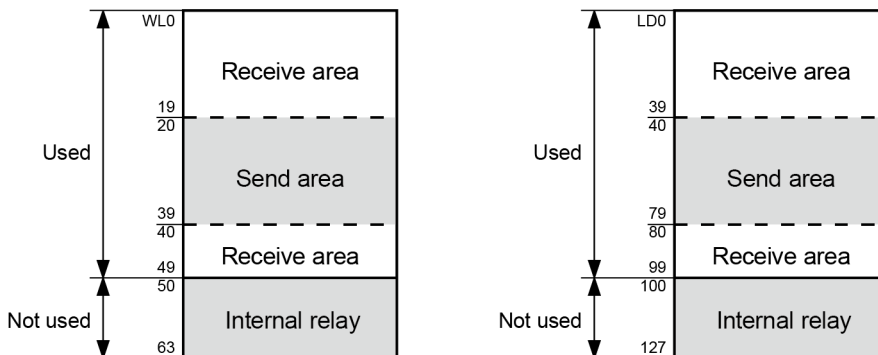 WL0
Receive area
19
20
Used
Send area
39
40
Receive area
49
50
Not used
Internal relay
63
LD0
Receive area
39
40
Used
Send area
79
80
Receive area
99
100
Not used
Internal relay
127